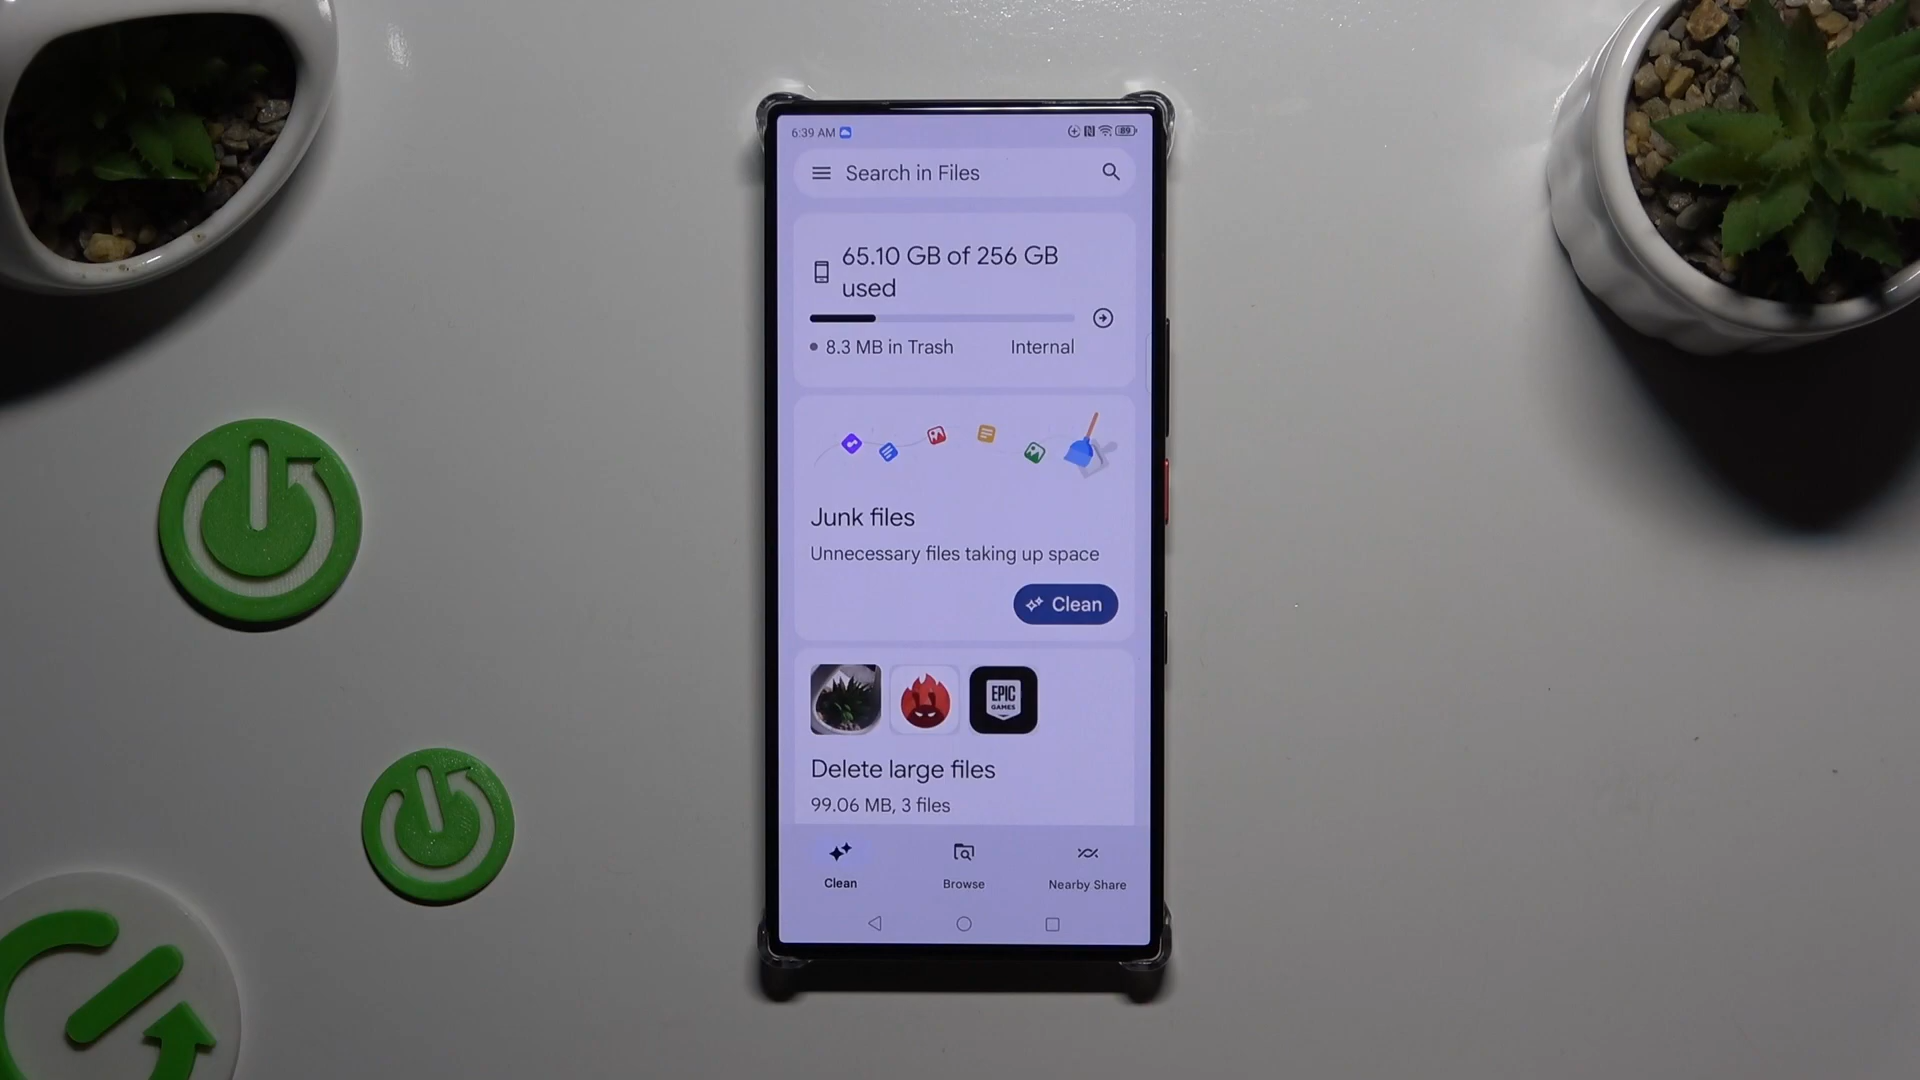 6:39 AM
89
Search in Files
65.10 GB of 256 GB
used
8.3 MB in Trash
Internal
Junk files
Unnecessary files taking up space
Clean
EPIC
GAMES
Delete large files
99.06 MB, 3 files
Clean
Browse
Nearby Share